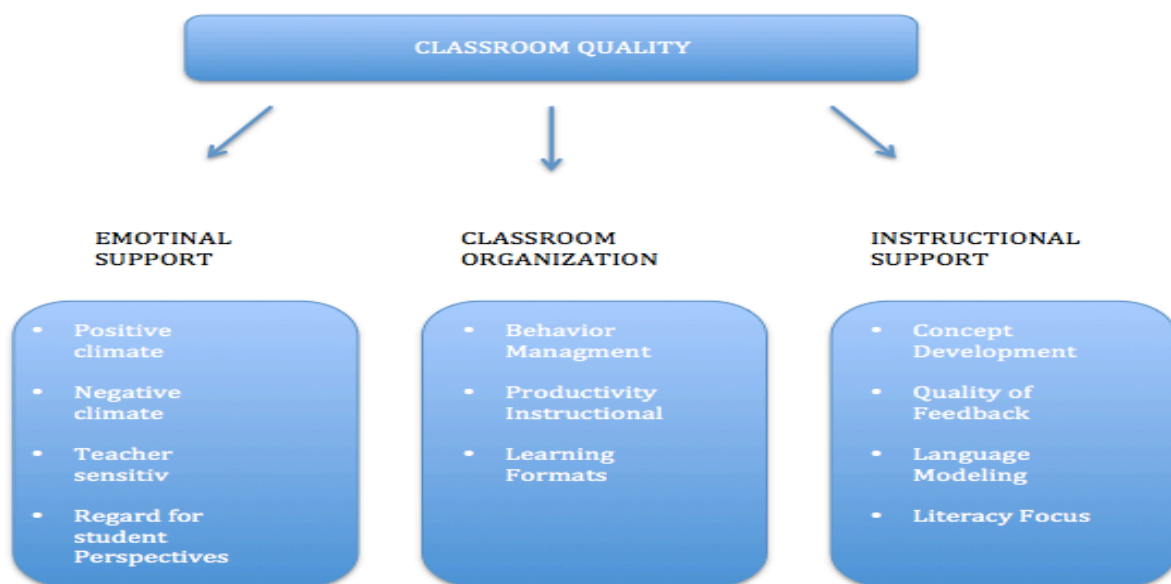 CLASSROOM QUALITY
EMOTINAL
SUPPORT
• Positive
climate
• Negative
climate
• Teacher
sensitiv
• Regard for
student
Perspectives
CLASSROOM
ORGANIZATION
• Behavior
Managment
• Productivity
Instructional
• Learning
Formats
INSTRUCTIONAL
SUPPORT
• Concept
Development
• Quality of
Feedback
• Language
Modeling
• Literacy Focus